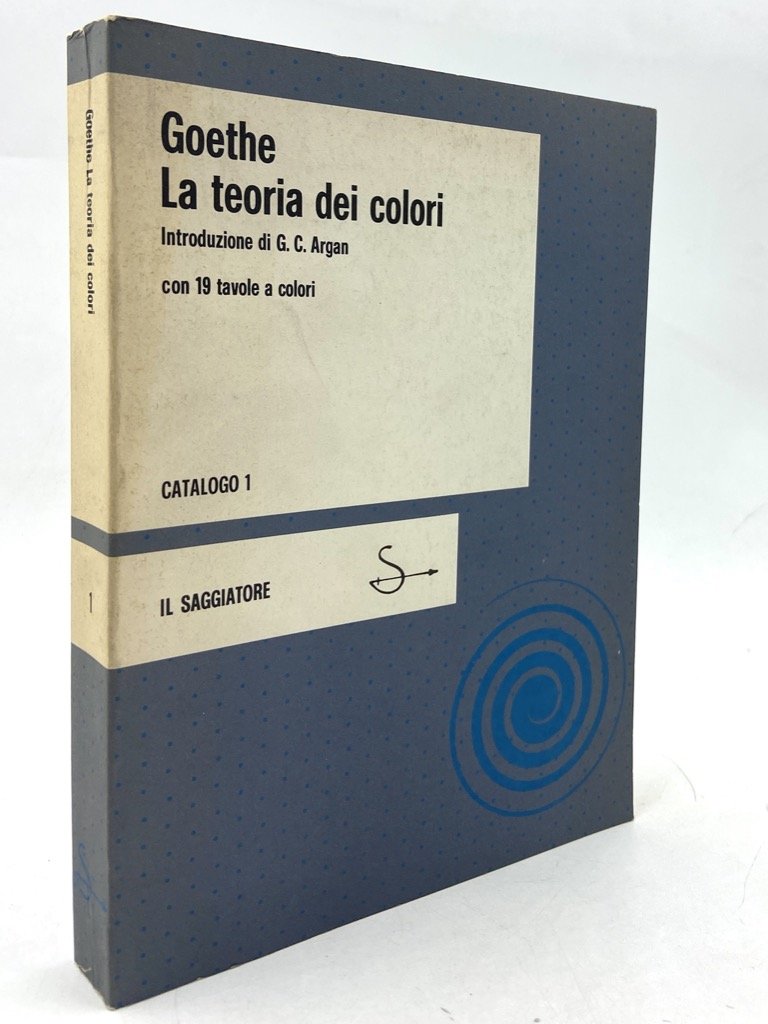 Goethe
La teoria dei colori
Introduzione di G. C. Argan
con 19 tavole a colori
CATALOGO 1
IL SAGGIATORE
S
Goethe La teoria dei colori
1